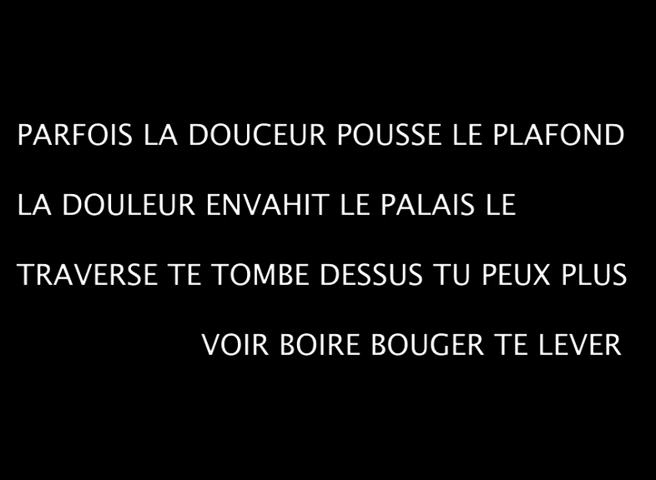 PARFOIS LA DOUCEUR POUSSE LE PLAFOND
LA DOULEUR ENVAHIT LE PALAIS LE
TRAVERSE TE TOMBE DESSUS TU PEUX PLUS
VOIR BOIRE BOUGER TE LEVER